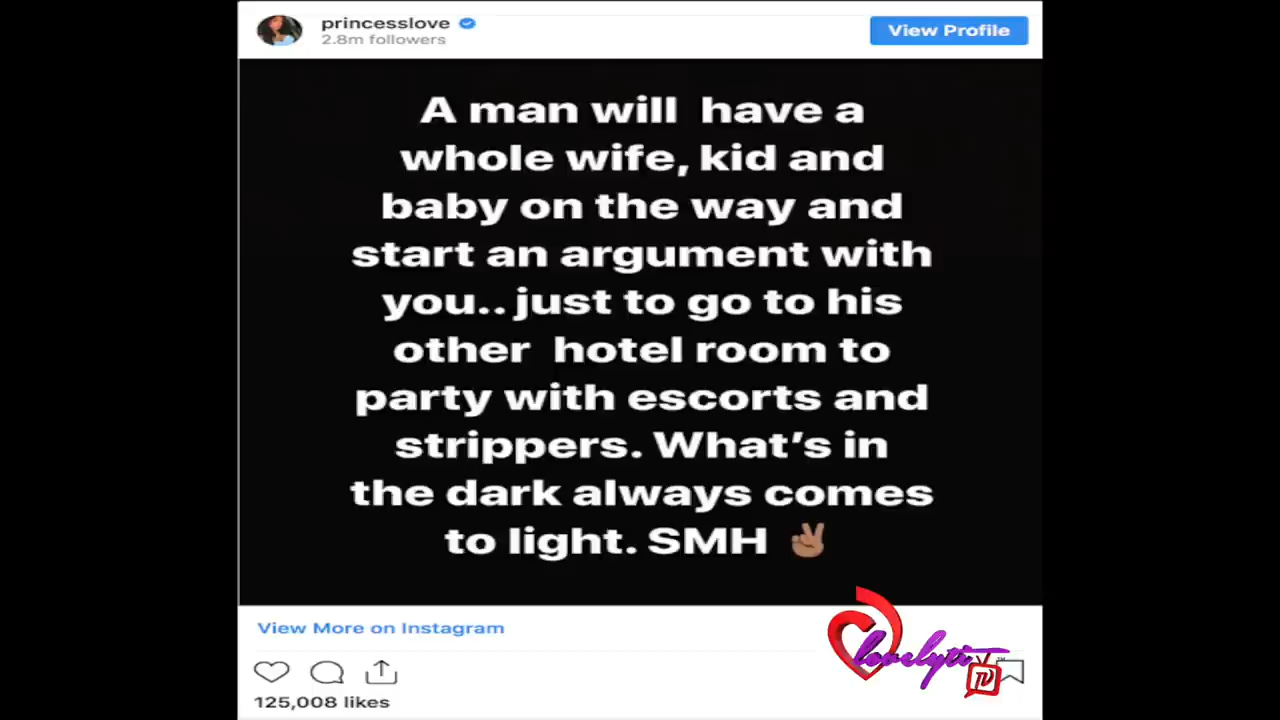 princesslove
2.8m followers
View Profile
A man will have a
whole wife, kid and
baby on the way and
start an argument with
you.. just to go to his
other hotel room to
party with escorts and
strippers. What's in
the dark always comes
to light. SMH ✌🏽
View More on Instagram
125,008 likes
lovelyti
TV